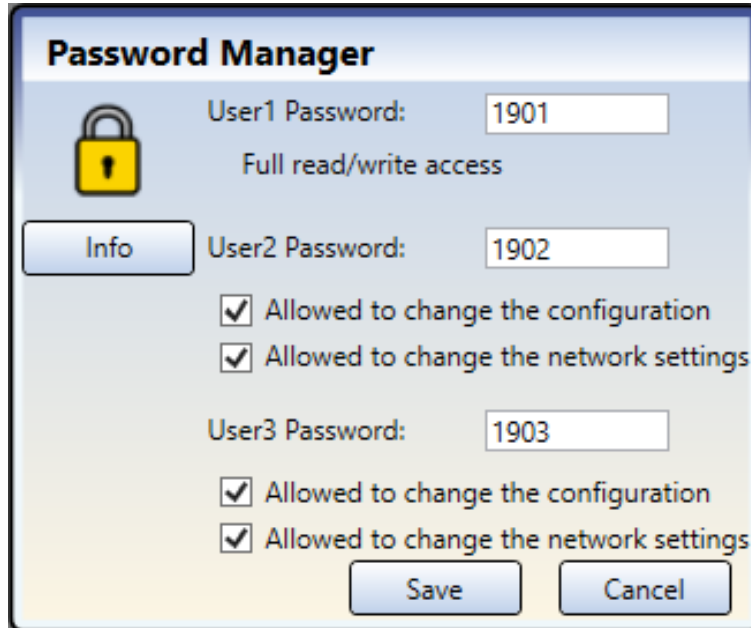 Password Manager
User1 Password: 1901
Full read/write access
Info
User2 Password: 1902
Allowed to change the configuration
Allowed to change the network settings
User3 Password: 1903
Allowed to change the configuration
Allowed to change the network settings
Save Cancel